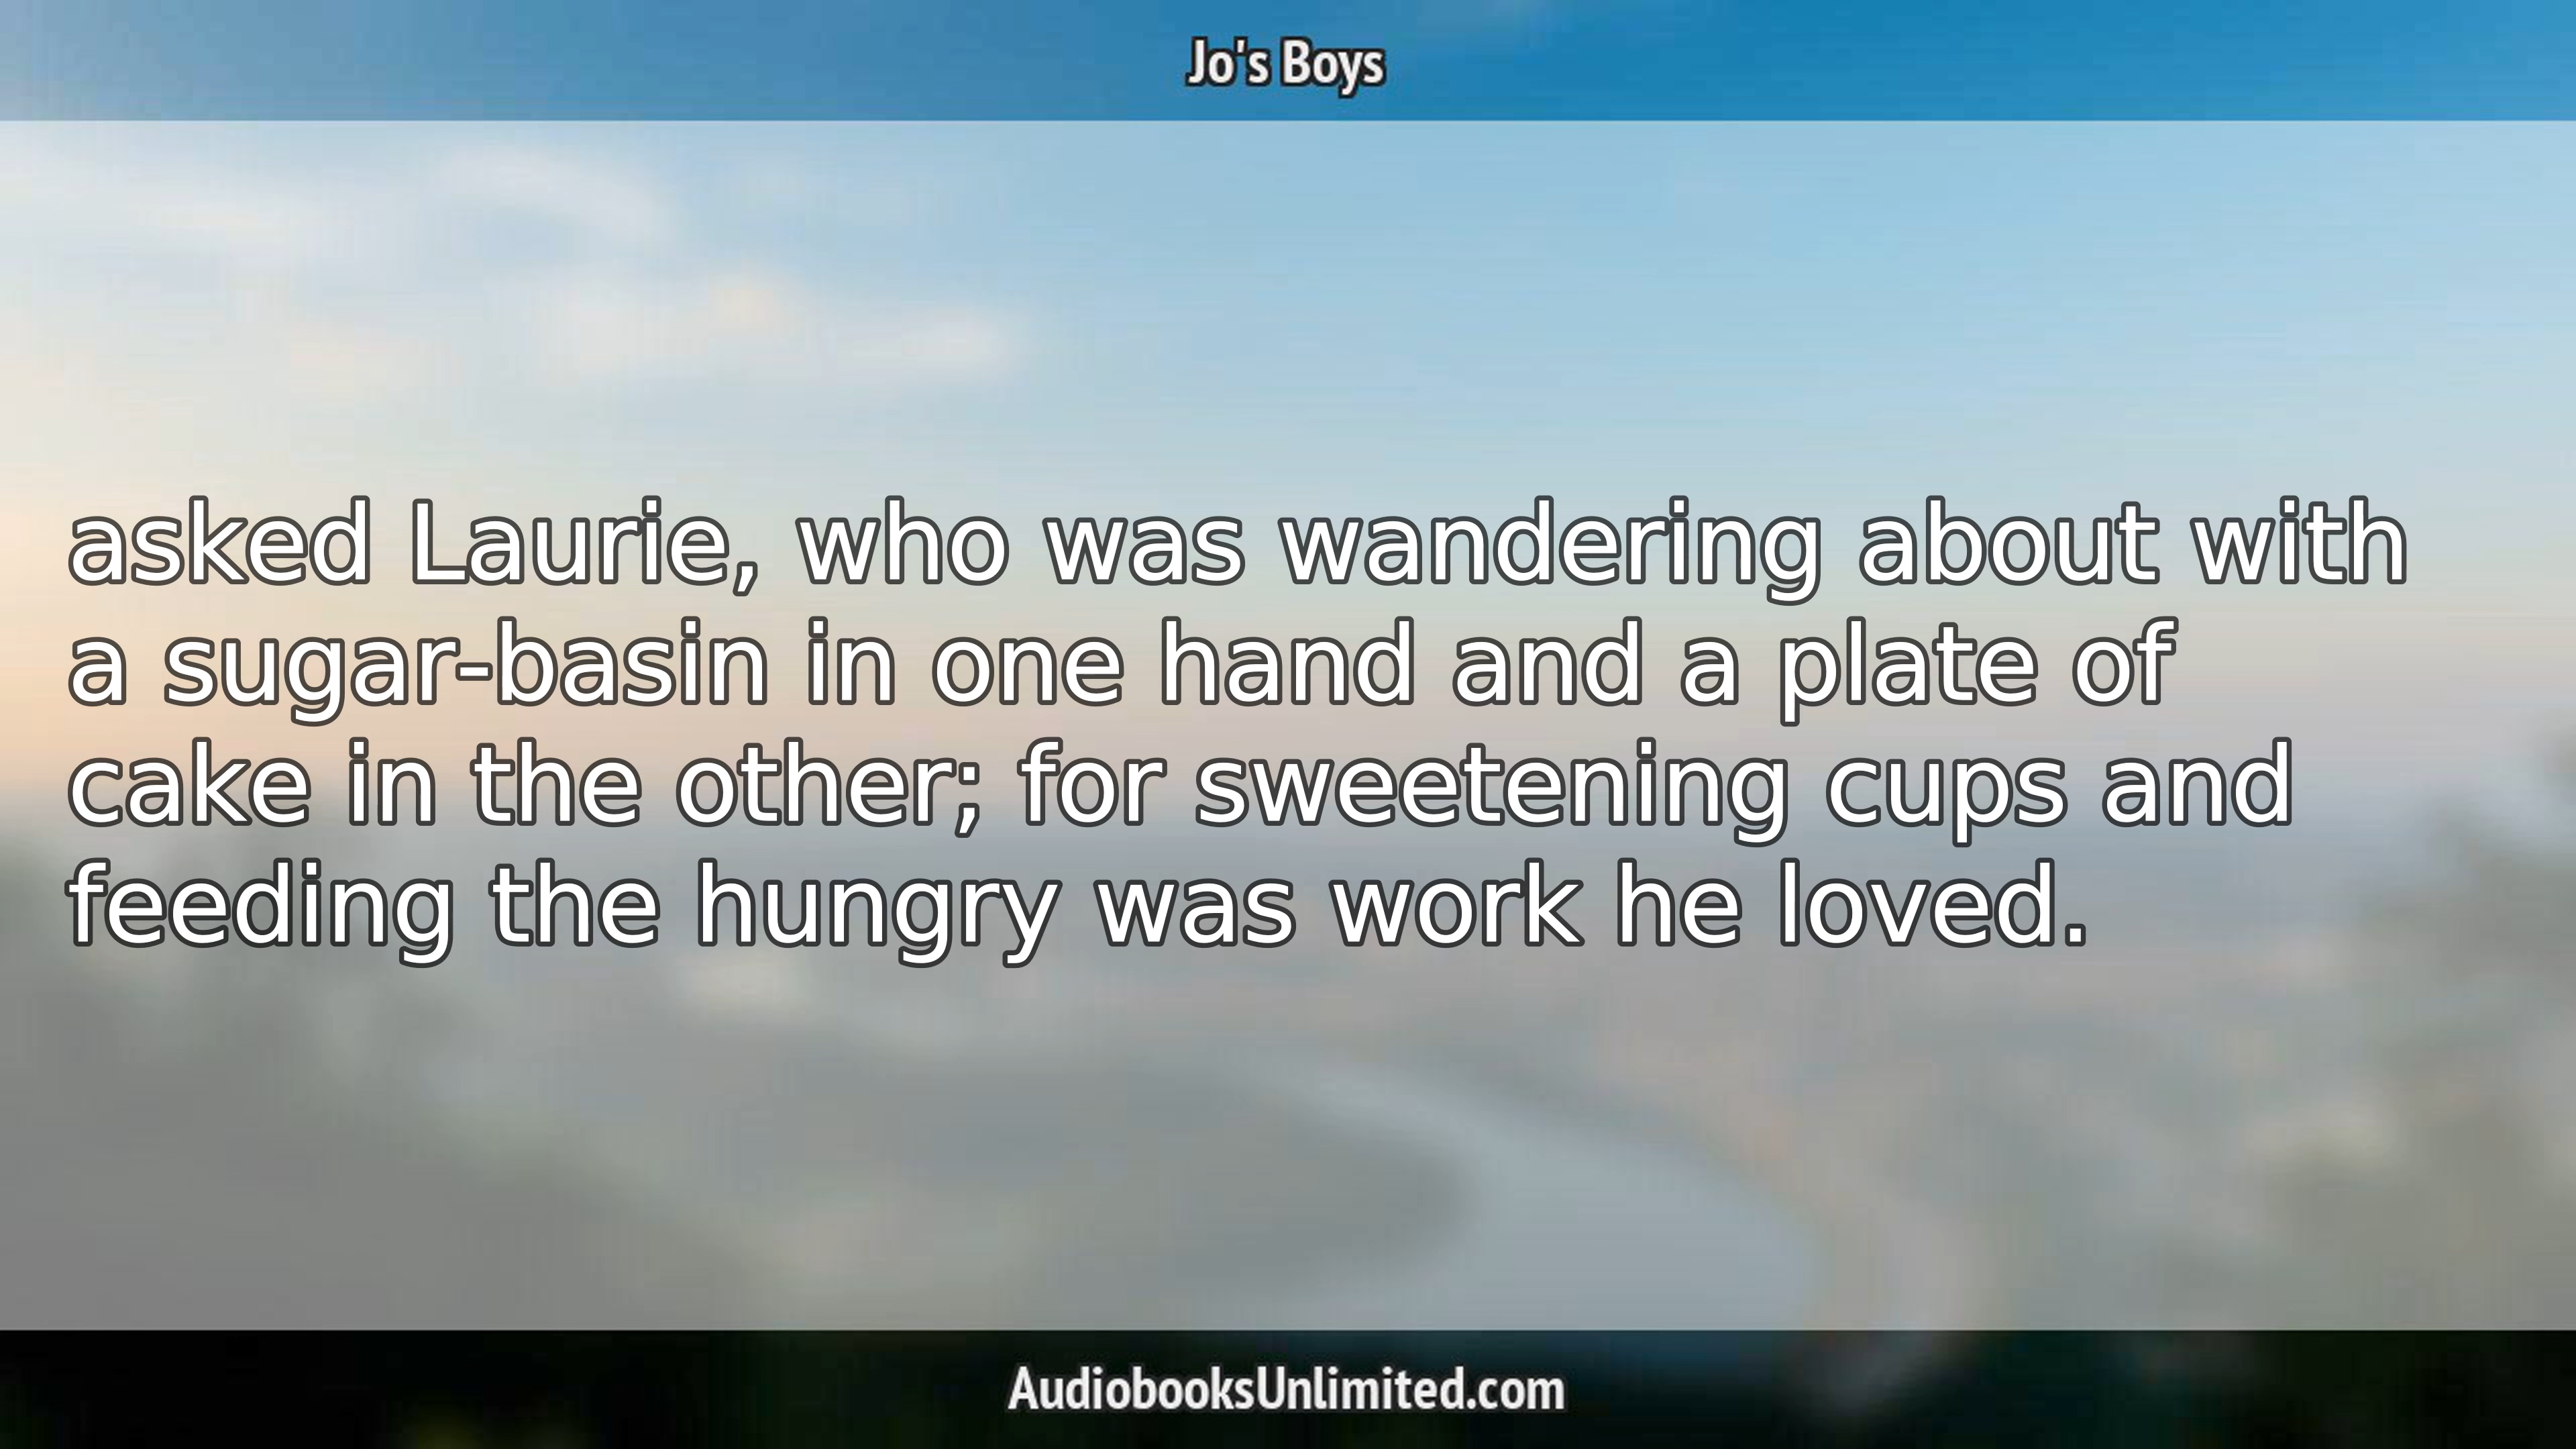 Jo's Boys
asked Laurie, who was wandering about with
a sugar-basin in one hand and a plate of
cake in the other; for sweetening cups and
feeding the hungry was work he loved.
AudiobooksUnlimited.com